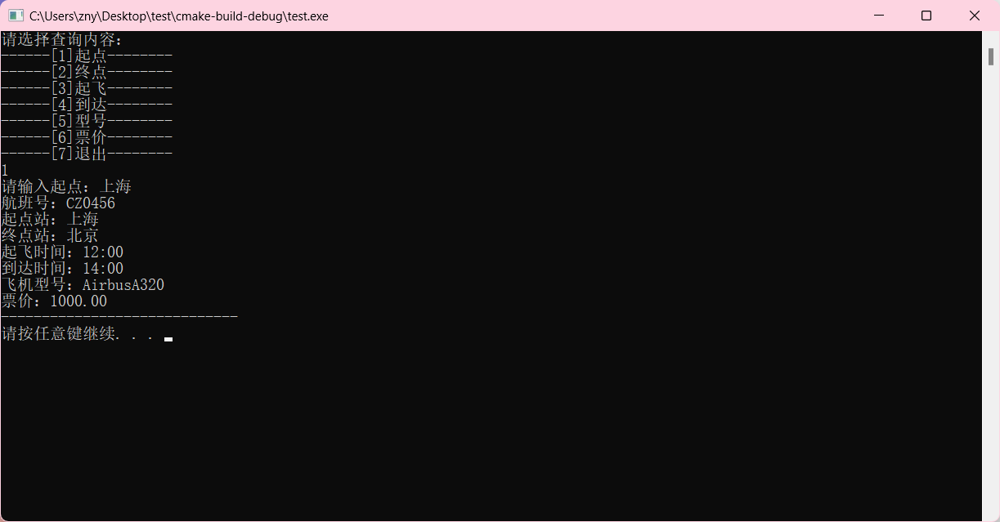 C:\Users\zny\Desktop\test\cmake-build-debug\test.exe
请选择查询内容：
------[1]起点--------
------[2]终点--------
------[3]起飞--------
------[4]到达--------
------[5]型号--------
------[6]票价--------
------[7]退出--------
1
请输入起点：上海
航班号：CZ0456
起点站：上海
终点站：北京
起飞时间：12:00
到达时间：14:00
飞机型号：AirbusA320
票价：1000.00
-----------------------------
请按任意键继续. . .